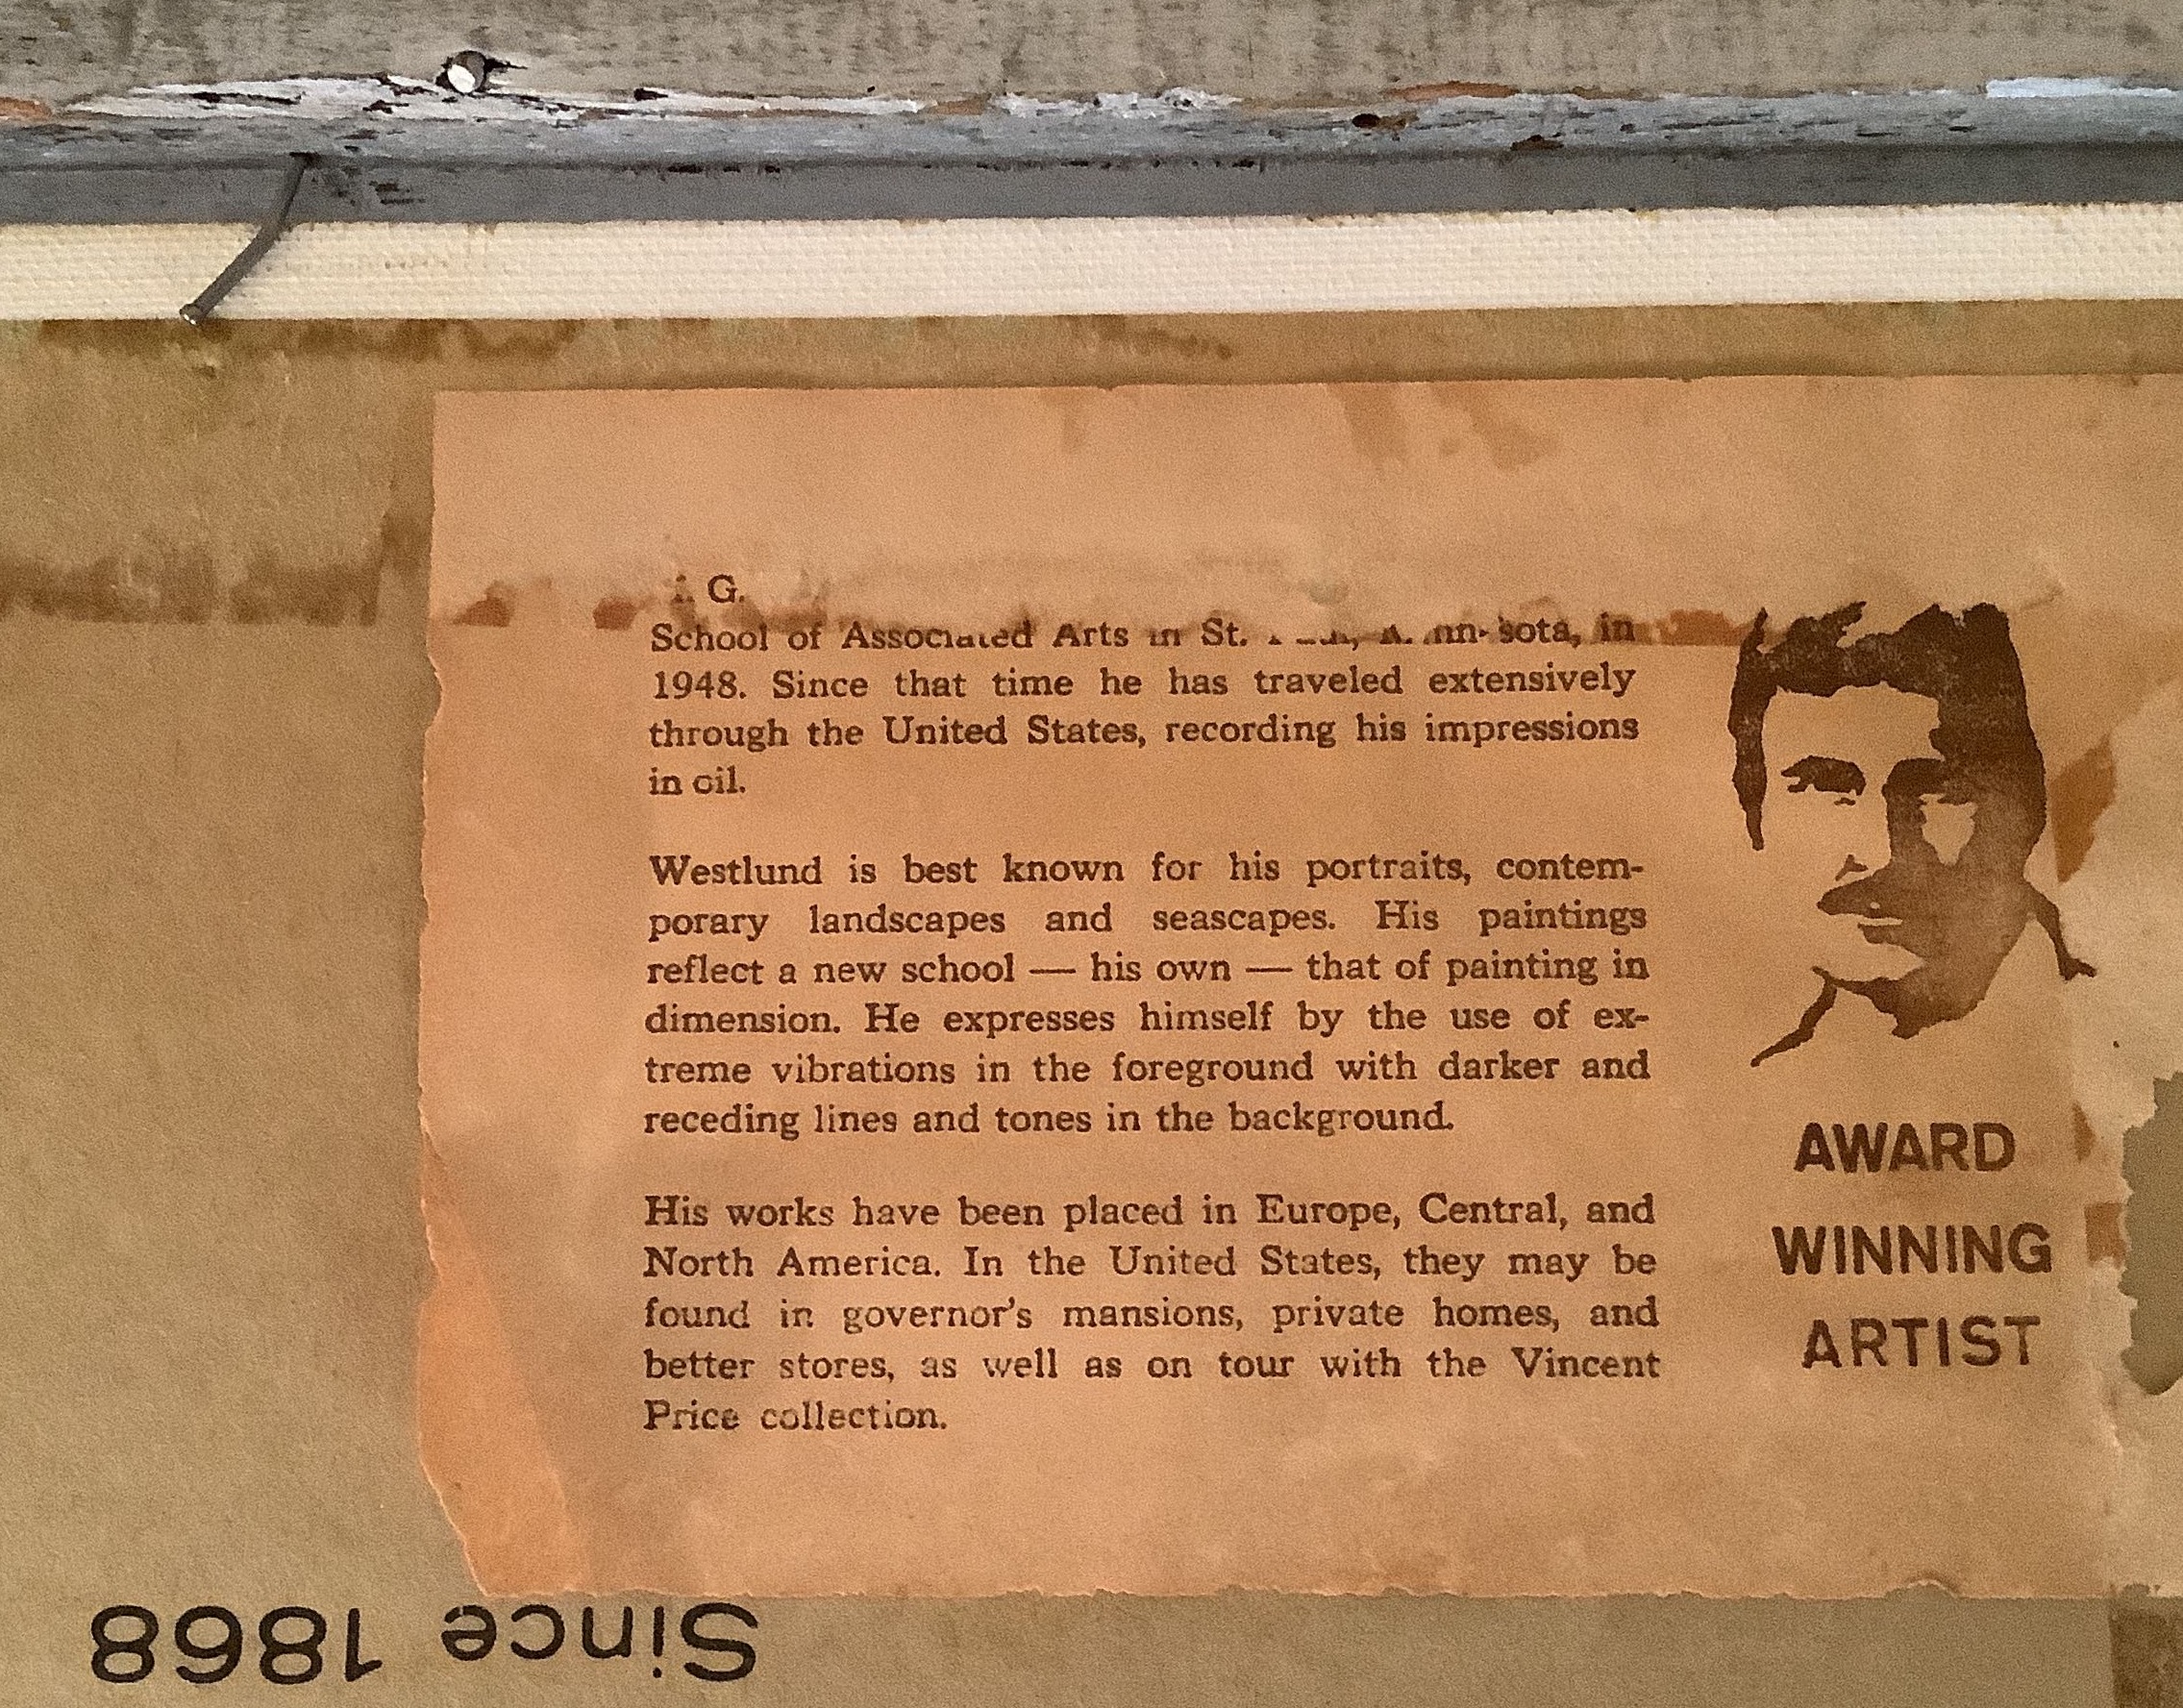 G.
School of Associated Arts in St. in
1948. Since that time he has traveled extensively
through the United States, recording his impressions
in oil.
Westlund is best known for his portraits, contem-
porary landscapes and seascapes. His paintings
reflect a new school — his own — that of painting in
dimension. He expresses himself by the use of ex-
treme vibrations in the foreground with darker and
receding lines and tones in the background.
His works have been placed in Europe, Central, and
North America. In the United States, they may be
found in governor's mansions, private homes, and
better stores, as well as on tour with the Vincent
Price collection.
AWARD
WINNING
ARTIST
Since 1868